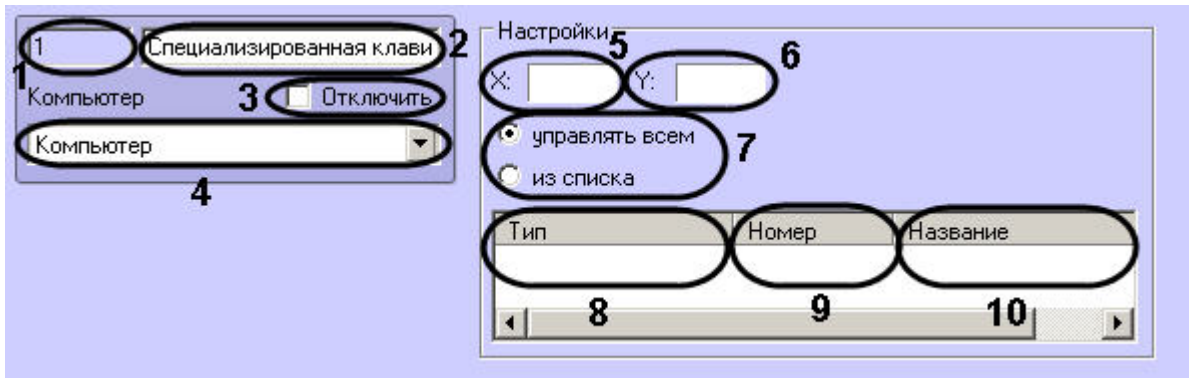 1 Специализированная клави 2
1
Компьютер 3 Отключить
Компьютер
4
Настройки
5 6
X: Y:
управлять всем
7
из списка
Тип Номер Название
8 9 10